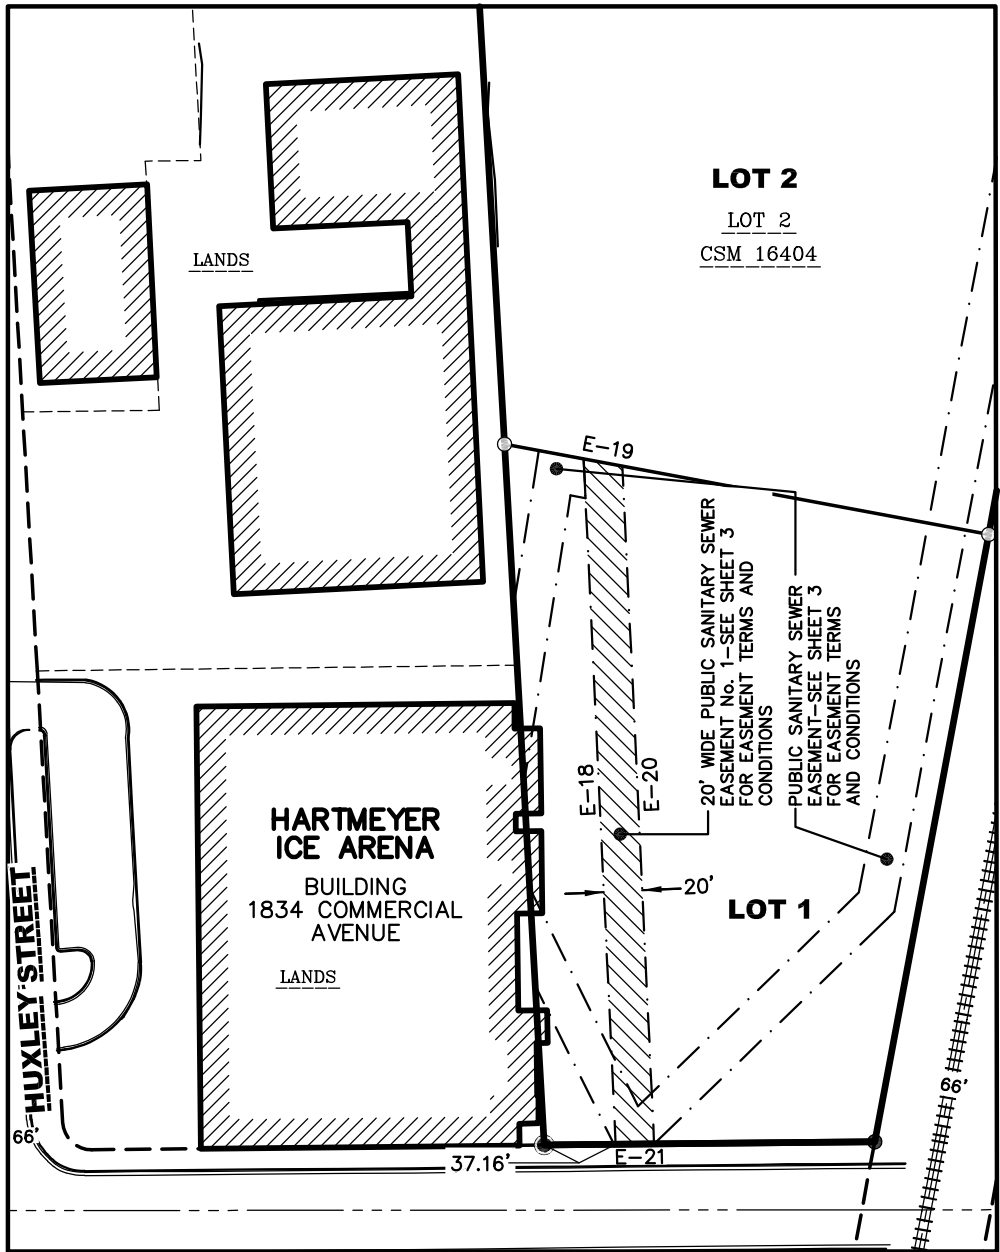 LOT 2
LOT 2
CSM 16404
LANDS
E-19
20' WIDE PUBLIC SANITARY SEWER
EASEMENT No. 1-SEE SHEET 3
FOR EASEMENT TERMS AND
CONDITIONS
PUBLIC SANITARY SEWER
EASEMENT-SEE SHEET 3
FOR EASEMENT TERMS
AND CONDITIONS
E-18
E-20
HARTMEYER
ICE ARENA
BUILDING
1834 COMMERCIAL
AVENUE
LANDS
20'
LOT 1
HUXLEY STREET
66'
66'
37.16'
E-21